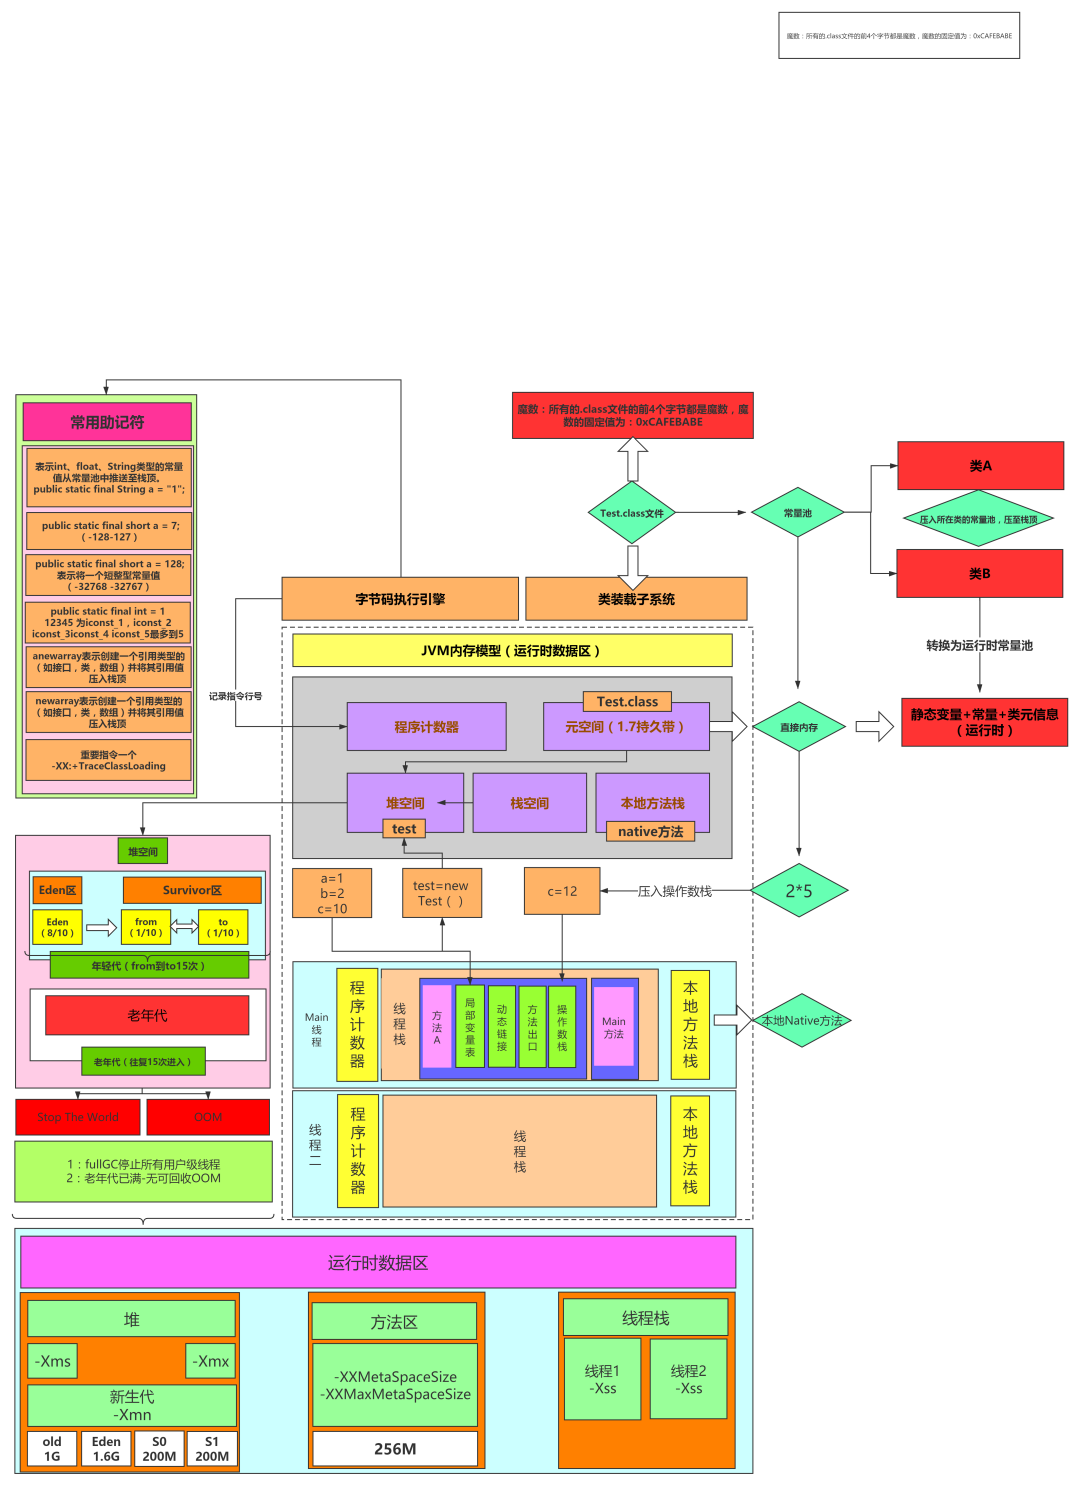 魔数：所有的.class文件的前4个字节都是魔数，魔数的固定值为：0xCAFEBABE
魔数：所有的.class文件的前4个字节都是魔数，魔
数的固定值为：0xCAFEBABE
常用助记符
表示int、float、String类型的常量
值从常量池中推送至栈顶。
public static final String a = "1";
public static final short a = 7;
（ -128-127 ）
public static final short a = 128;
表示将一个短整型常量值
（ -32768 -32767 ）
public static final int = 1
12345 为iconst_1，iconst_2
iconst_3iconst_4 iconst_5最多到5
anewarray表示创建一个引用类型的
（如接口，类，数组）并将其引用值
压入栈顶
newarray表示创建一个引用类型的
（如接口，类，数组）并将其引用值
压入栈顶
重要指令一个
-XX:+TraceClassLoading
Test.class文件
常量池
类A
压入所在类的常量池，压至栈顶
类B
转换为运行时常量池
静态变量+常量+类元信息
（运行时）
字节码执行引擎
类装载子系统
记录指令行号
JVM内存模型（运行时数据区）
程序计数器
Test.class
元空间（1.7持久带）
直接内存
堆空间
test
栈空间
本地方法栈
native方法
a=1
b=2
c=10
test=new
Test（ ）
c=12
压入操作数栈
2*5
堆空间
Eden区
Survivor区
Eden
（8/10）
from
（1/10）
to
（1/10）
年轻代（from到to15次）
老年代
老年代（往复15次进入）
Stop The World
OOM
1：fullGC停止所有用户级线程
2：老年代已满-无可回收OOM
Main
线
程
程
序
计
数
器
线
程
栈
方
法
A
局
部
变
量
表
动
态
链
接
方
法
出
口
操
作
数
栈
Main
方法
本
地
方
法
栈
本地Native方法
线
程
二
程
序
计
数
器
线
程
栈
本
地
方
法
栈
运行时数据区
堆
-Xms
-Xmx
新生代
-Xmn
old
1G
Eden
1.6G
S0
200M
S1
200M
方法区
-XXMetaSpaceSize
-XXMaxMetaSpaceSize
256M
线程栈
线程1
-Xss
线程2
-Xss